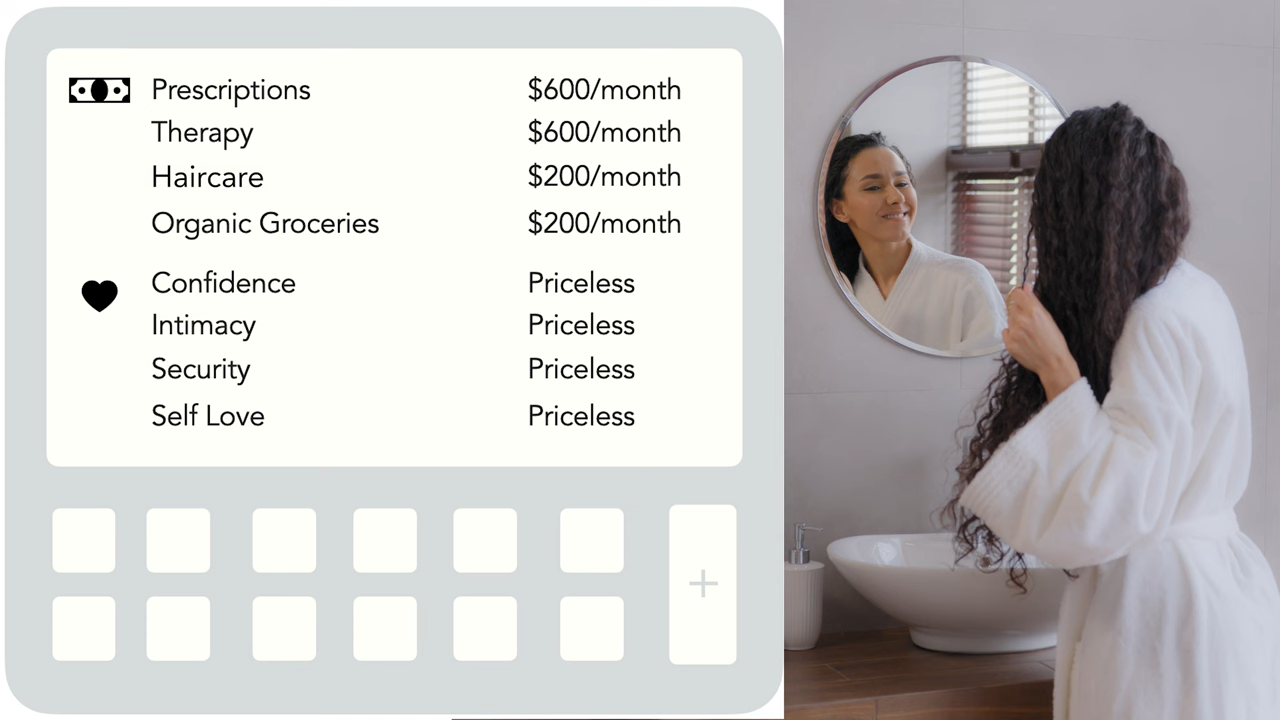 Prescriptions $600/month
Therapy $600/month
Haircare $200/month
Organic Groceries $200/month
Confidence Priceless
Intimacy Priceless
Security Priceless
Self Love Priceless
+